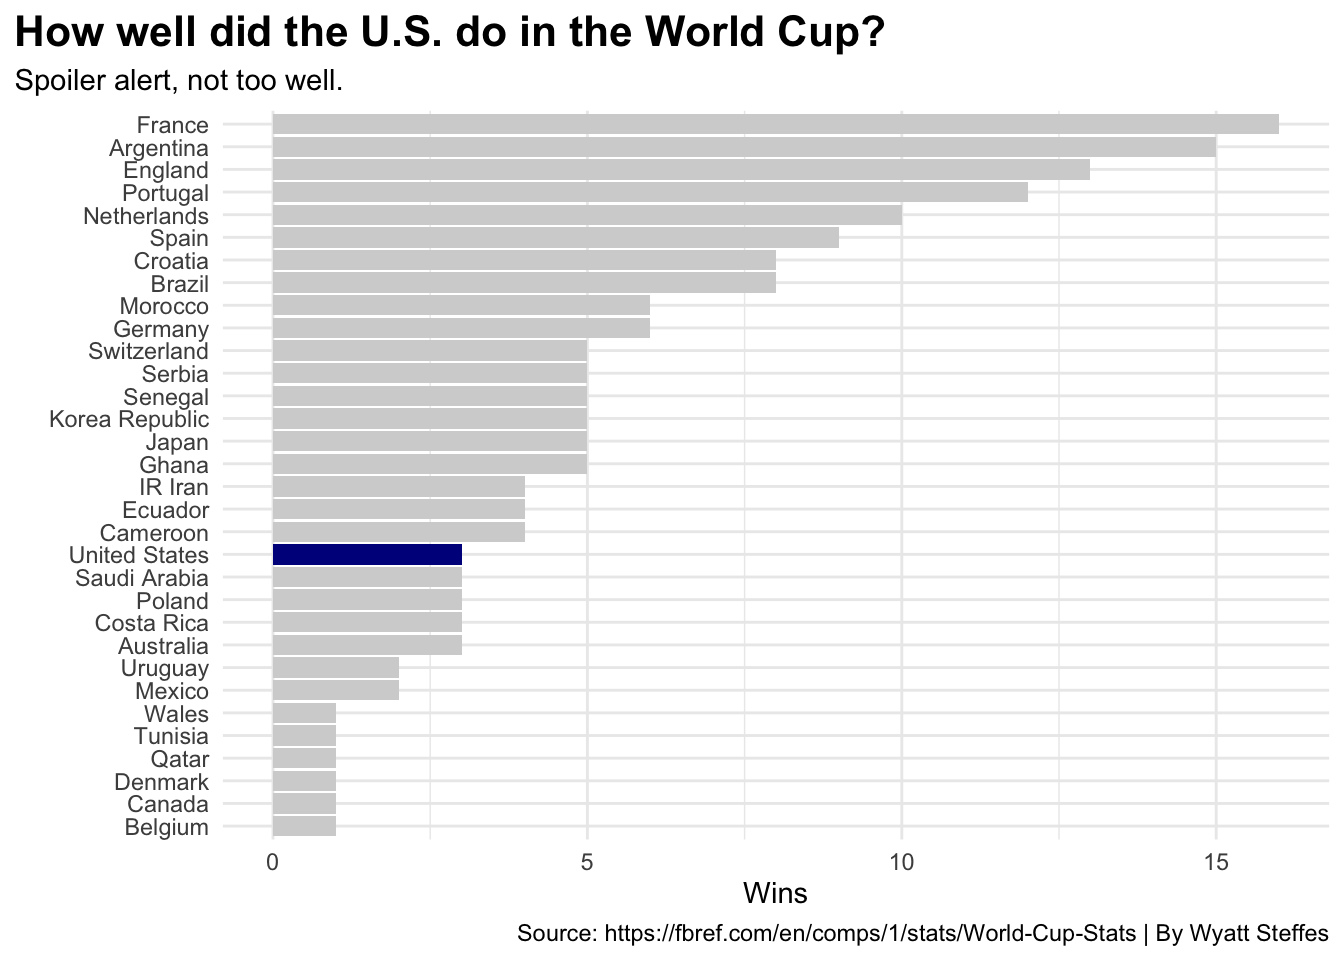 How well did the U.S. do in the World Cup?
Spoiler alert, not too well.
France
Argentina
England
Portugal
Netherlands
Spain
Croatia
Brazil
Morocco
Germany
Switzerland
Serbia
Senegal
Korea Republic
Japan
Ghana
IR Iran
Ecuador
Cameroon
United States
Saudi Arabia
Poland
Costa Rica
Australia
Uruguay
Mexico
Wales
Tunisia
Qatar
Denmark
Canada
Belgium
0 5 10 15
Wins
Source: https://fbref.com/en/comps/1/stats/World-Cup-Stats | By Wyatt Steffes